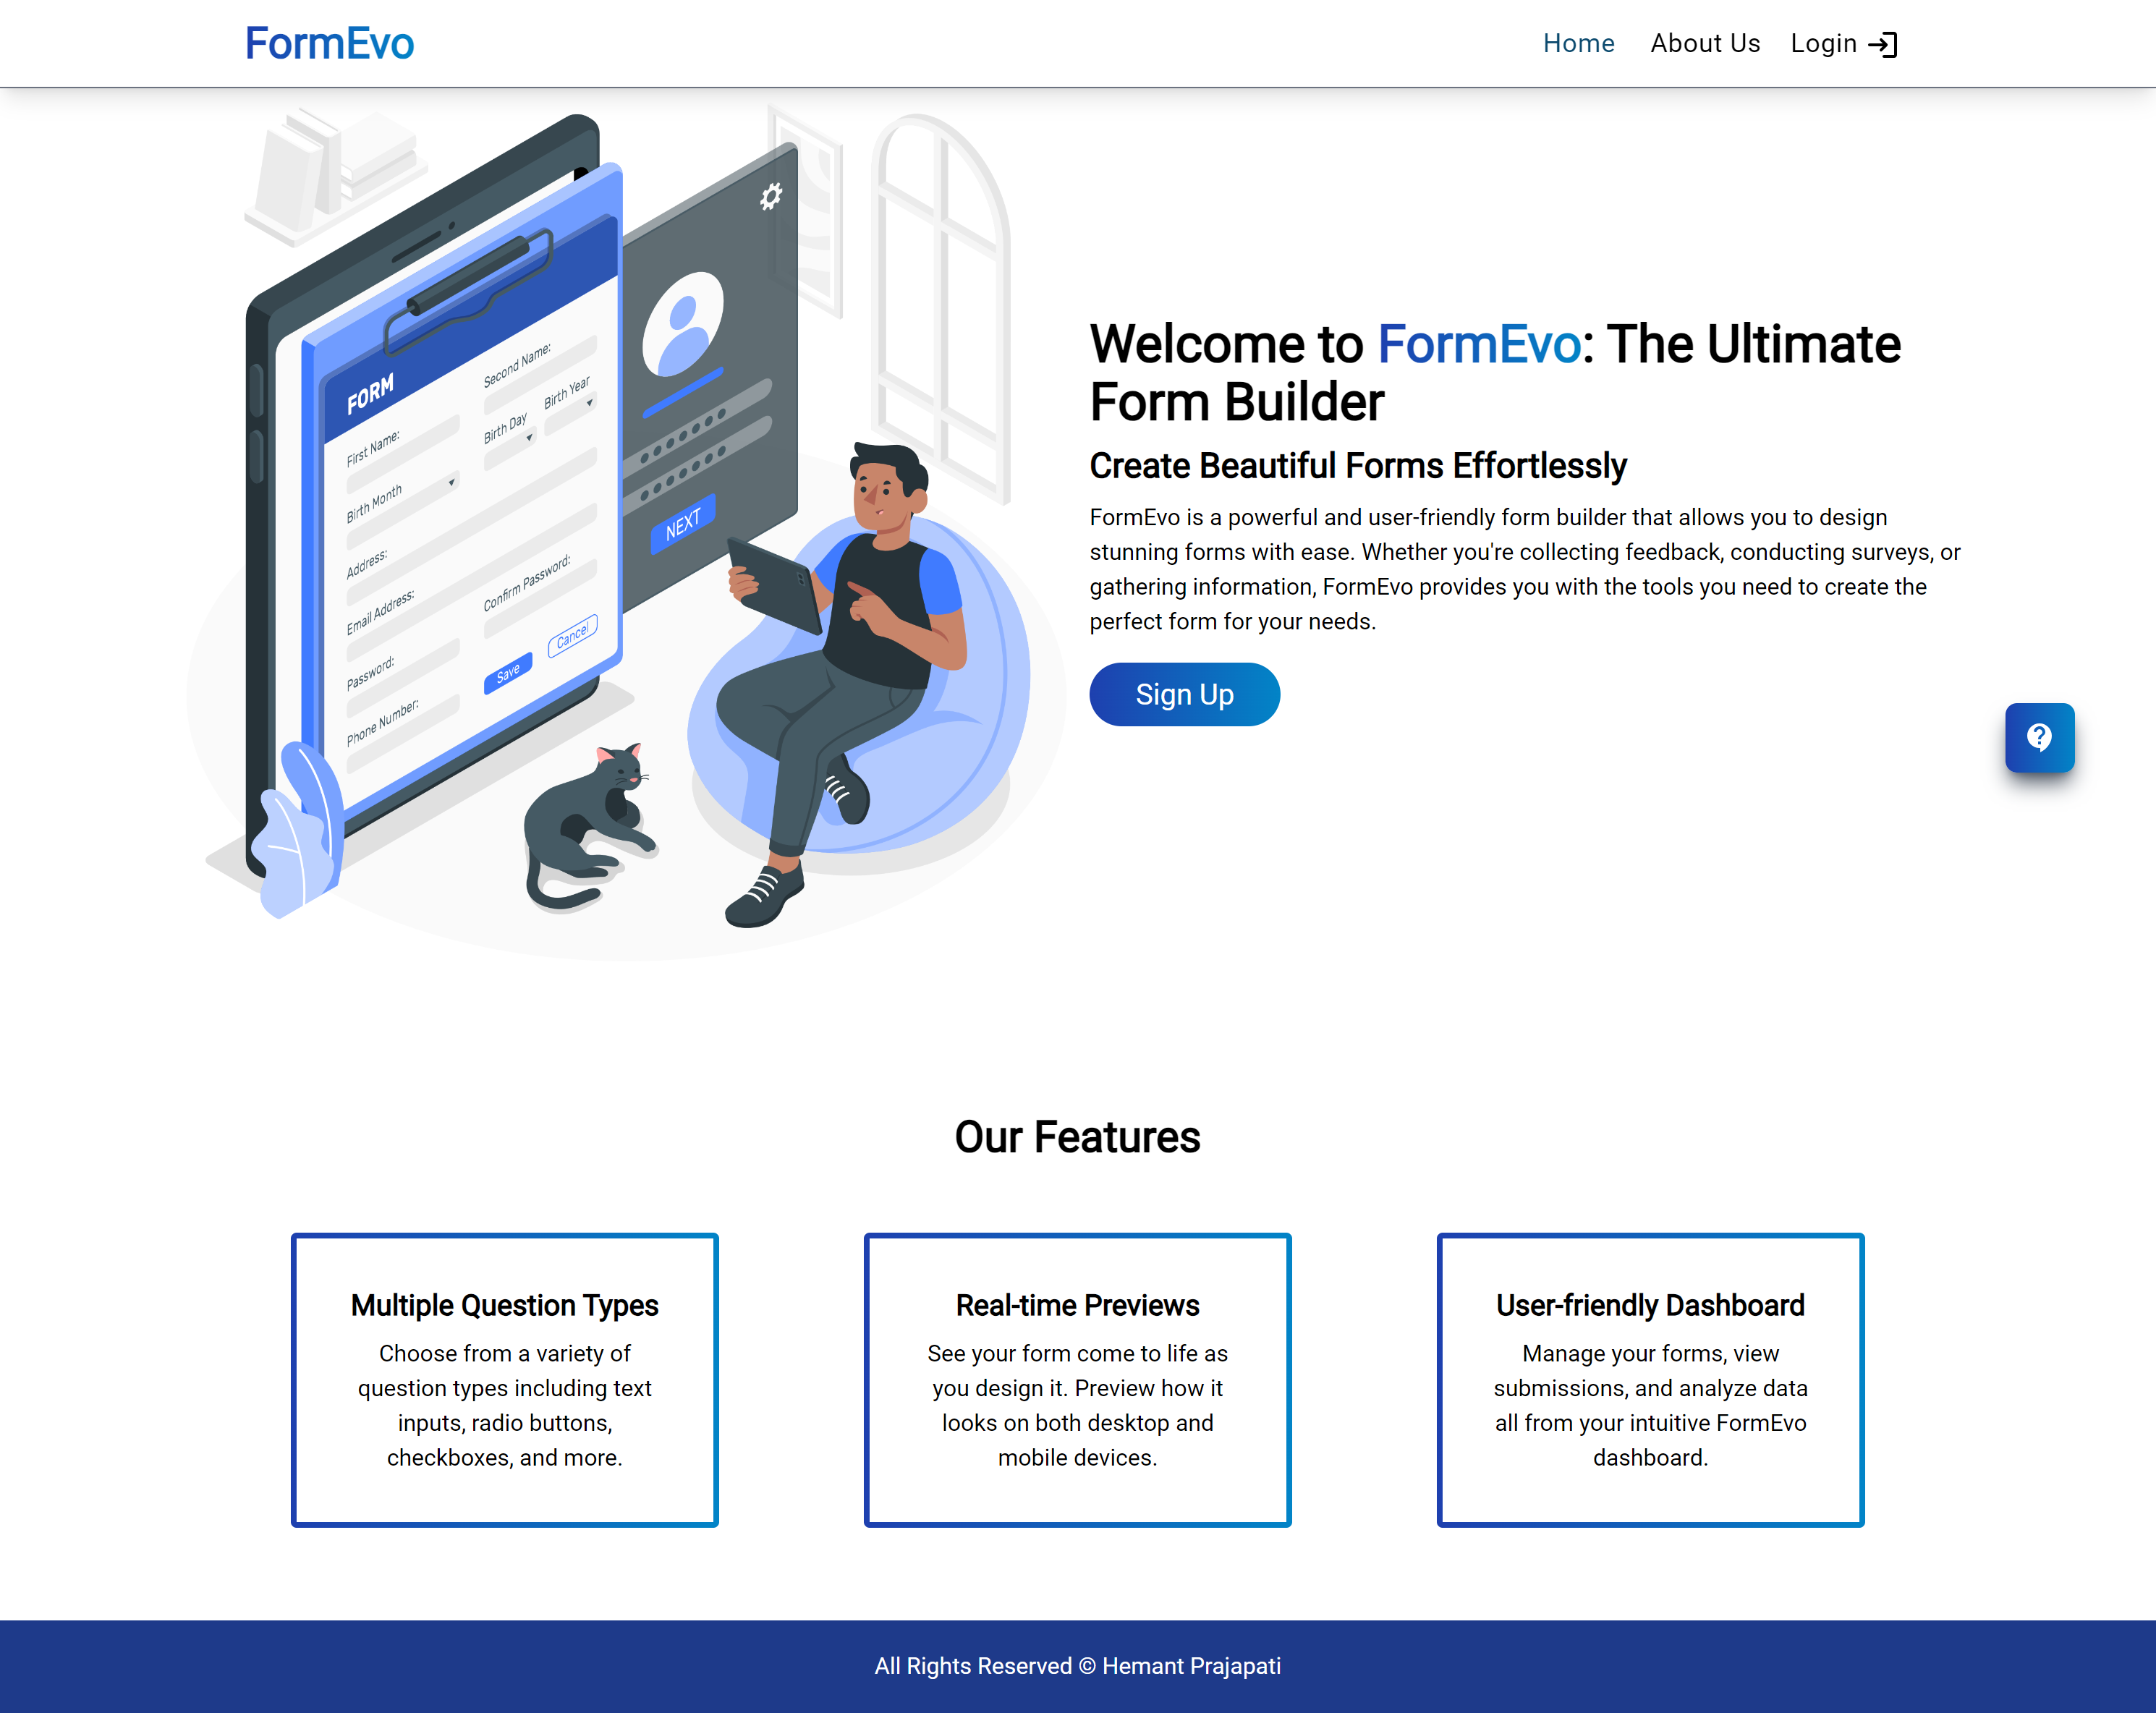 FormEvo
Home
About Us
Login
FORM
First Name:
Second Name:
Birth Month
Birth Day
Birth Year
Address:
Email Address:
Password:
Confirm Password:
Phone Number:
Save
Cancel
NEXT
Welcome to FormEvo: The Ultimate
Form Builder
Create Beautiful Forms Effortlessly
FormEvo is a powerful and user-friendly form builder that allows you to design
stunning forms with ease. Whether you're collecting feedback, conducting surveys, or
gathering information, FormEvo provides you with the tools you need to create the
perfect form for your needs.
Sign Up
Our Features
Multiple Question Types
Choose from a variety of
question types including text
inputs, radio buttons,
checkboxes, and more.
Real-time Previews
See your form come to life as
you design it. Preview how it
looks on both desktop and
mobile devices.
User-friendly Dashboard
Manage your forms, view
submissions, and analyze data
all from your intuitive FormEvo
dashboard.
All Rights Reserved © Hemant Prajapati